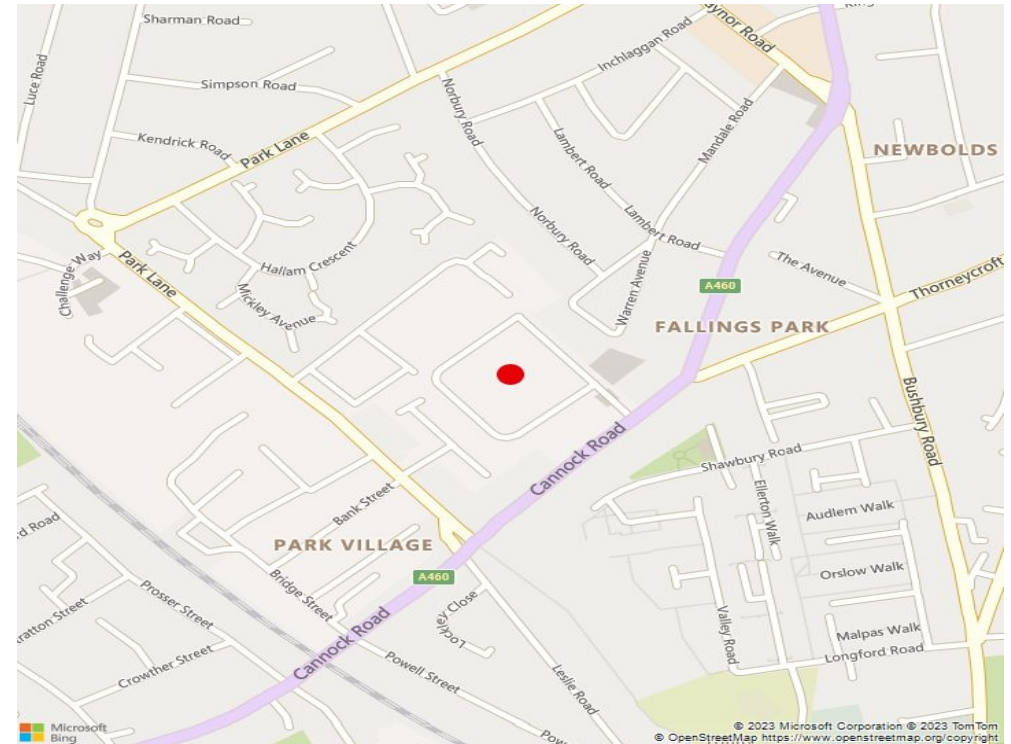 Sharman Road
Inchlaggan Road
Luce Road
Simpson Road
Norbury Road
Mandale Road
Kendrick Road
Park Lane
Lambert Road
NEWBOLDS
Norbury Road
Lambert Road
Challenge Way
Park Lane
Hallam Crescent
Warren Avenue
The Avenue
Thorneycroft
A460
Mickley Avenue
FALLINGS PARK
Bushbury Road
Cannock Road
Shawbury Road
Ellerton Walk
Bank Street
Audlem Walk
PARK VILLAGE
A460
Orslow Walk
Bridge Street
Prosser Street
Lockley Close
Valley Road
Malpas Walk
Cannock Road
Longford Road
Crowther Street
Powell Street
Leslie Road
Microsoft
Bing
© 2023 Microsoft Corporation © 2023 TomTom
© OpenStreetMap https://www.openstreetmap.org/copyright